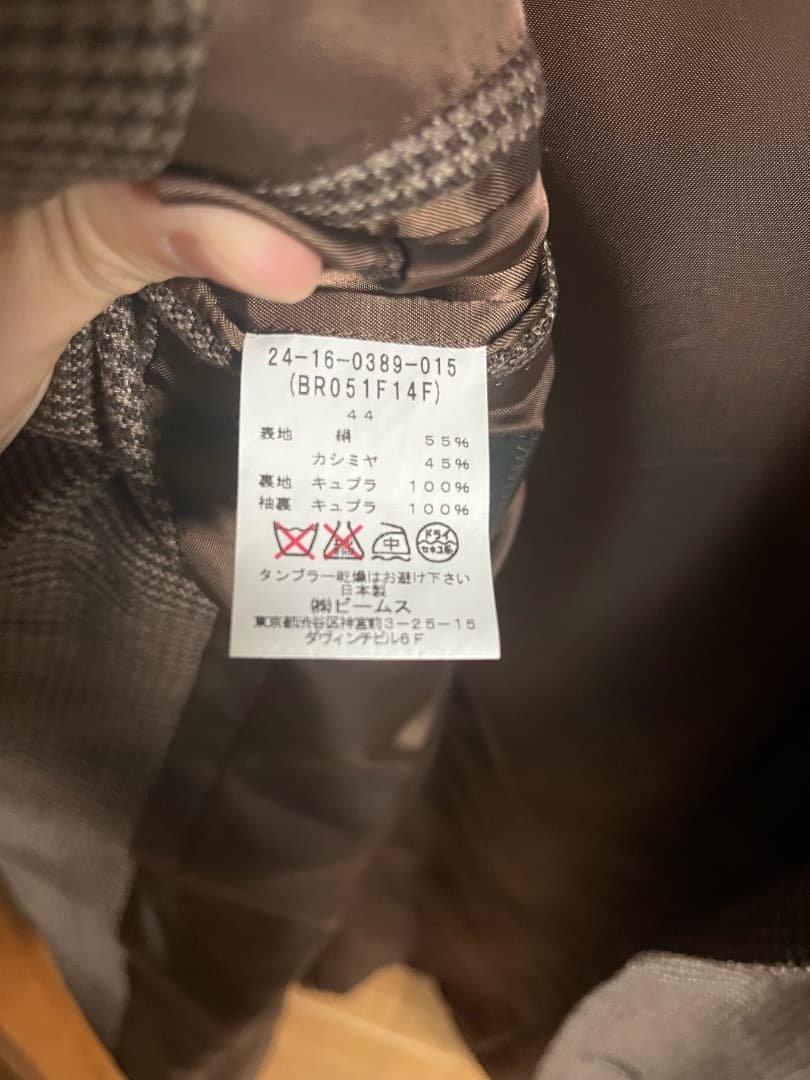 24-16-0389-015
(BR051F14F)
44
表地 絹 55%
カシミヤ 45%
裏地 キュプラ 100%
袖裏 キュプラ 100%
中 ドライ セキユ系
タンブラー乾燥はお避け下さい
日本製
㈱ビームス
東京都渋谷区神宮前3-25-15
ダヴィンチビル6F